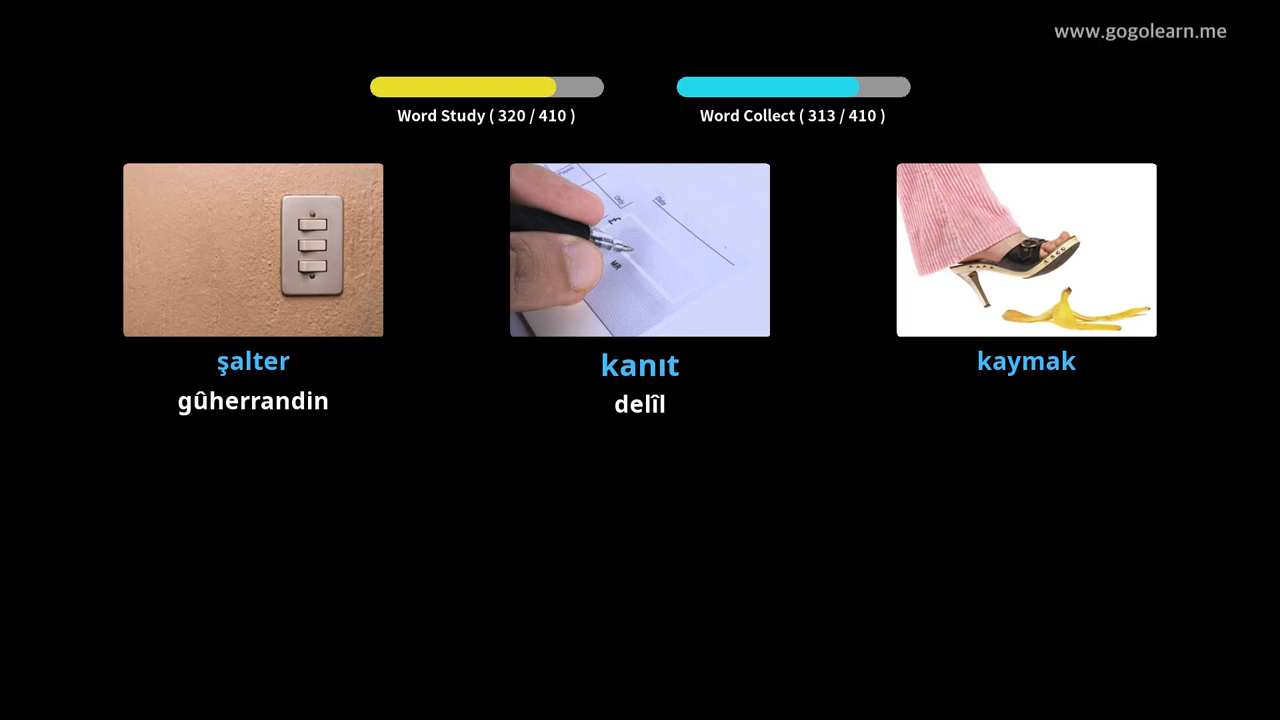 www.gogolearn.me
Word Study ( 320 / 410 )
Word Collect ( 313 / 410 )
şalter
kanıt
kaymak
gûherrandin
delîl